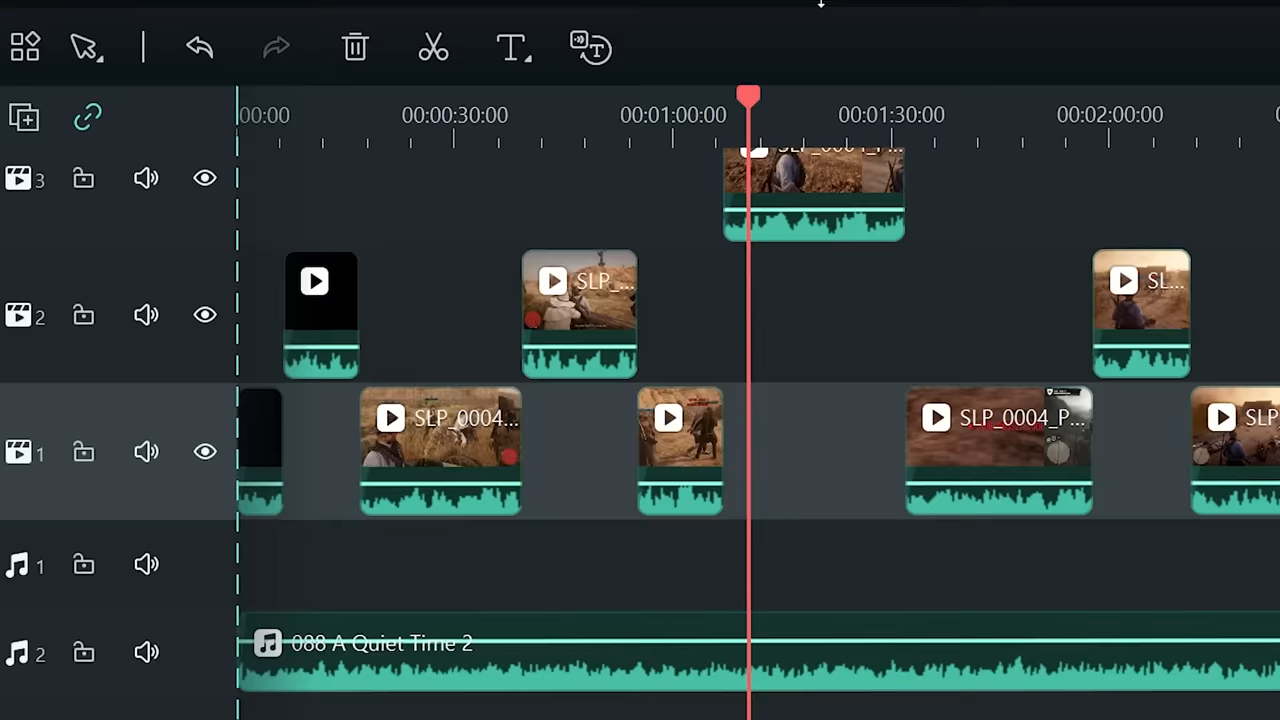 00:00 00:00:30:00 00:01:00:00 00:01:30:00 00:02:00:00
3
SLP_0004_P...
2
SLP_...
SL...
1
SLP_0004...
SLP_0004_P...
SLP
1
2
088 A Quiet Time 2